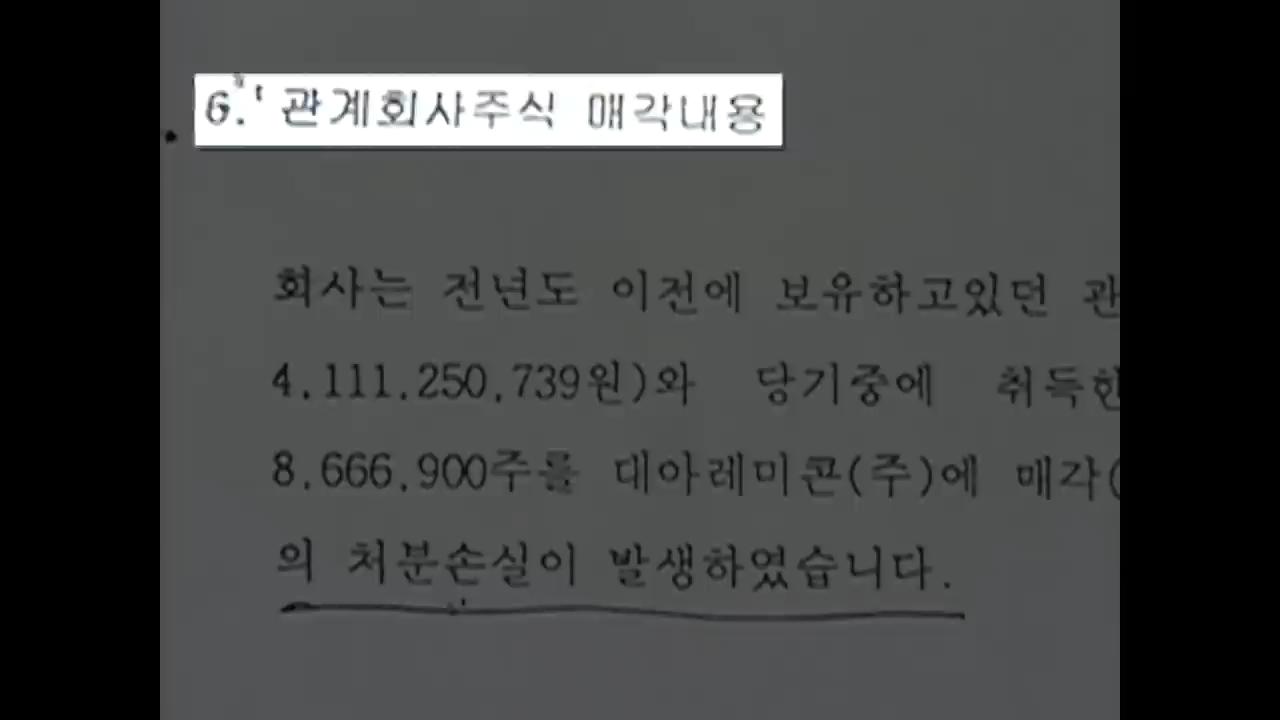 6. 관계회사주식 매각내용
회사는 전년도 이전에 보유하고있던 관
4,111,250,739원)와 당기중에 취득한
8,666,900주를 대아레미콘(주)에 매각(
의 처분손실이 발생하였습니다.